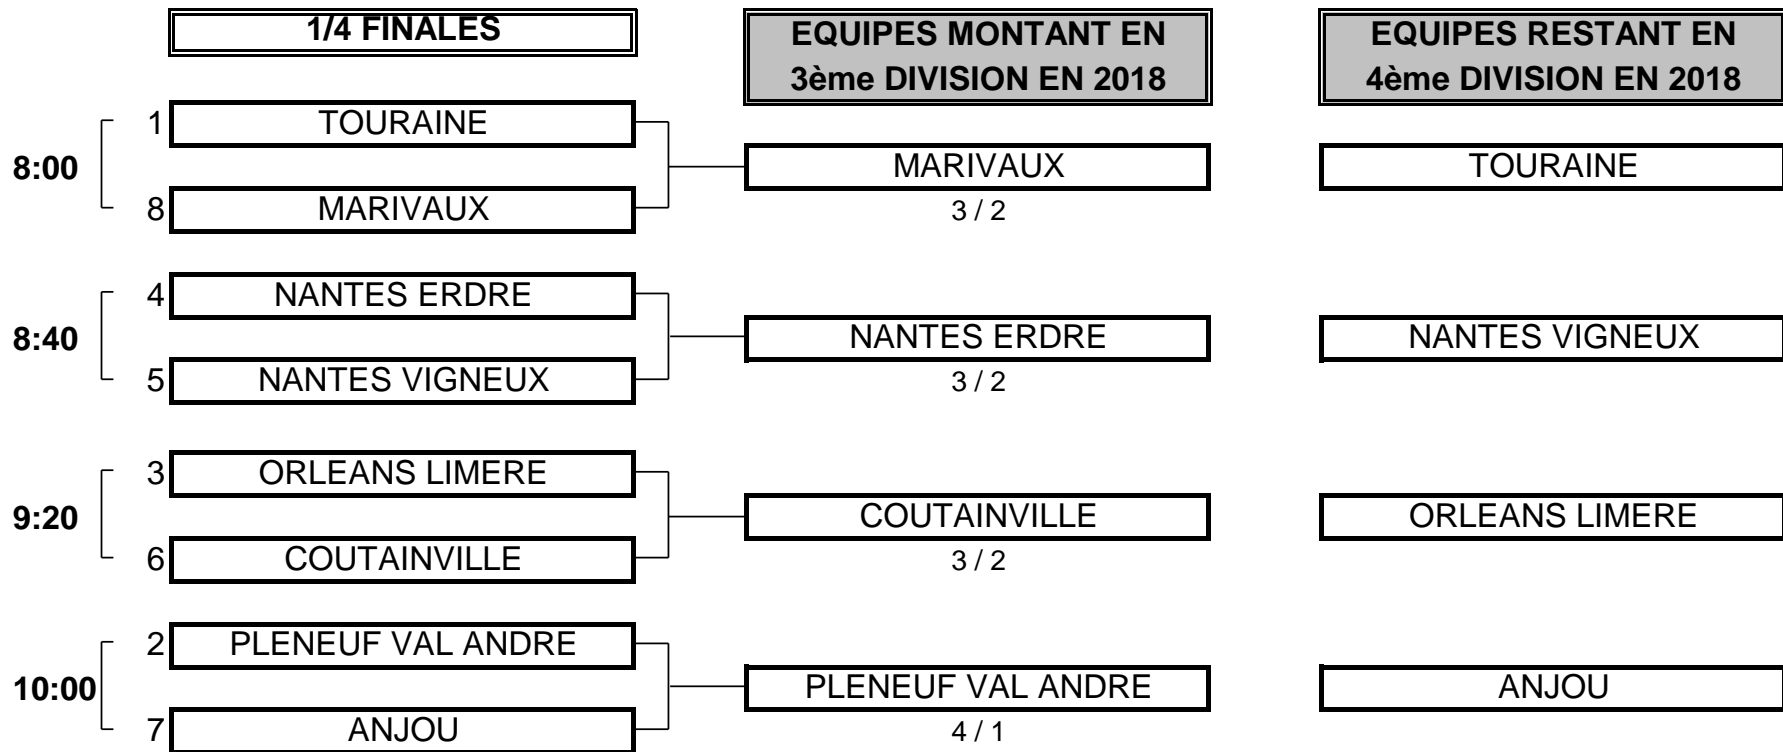 1/4 FINALES
EQUIPES MONTANT EN
3ème DIVISION EN 2018
EQUIPES RESTANT EN
4ème DIVISION EN 2018
1 TOURAINE
8:00
MARIVAUX
TOURAINE
8 MARIVAUX
3 / 2
4 NANTES ERDRE
8:40
NANTES ERDRE
NANTES VIGNEUX
5 NANTES VIGNEUX
3 / 2
3 ORLEANS LIMERE
9:20
COUTAINVILLE
ORLEANS LIMERE
6 COUTAINVILLE
3 / 2
2 PLENEUF VAL ANDRE
10:00
PLENEUF VAL ANDRE
ANJOU
7 ANJOU
4 / 1